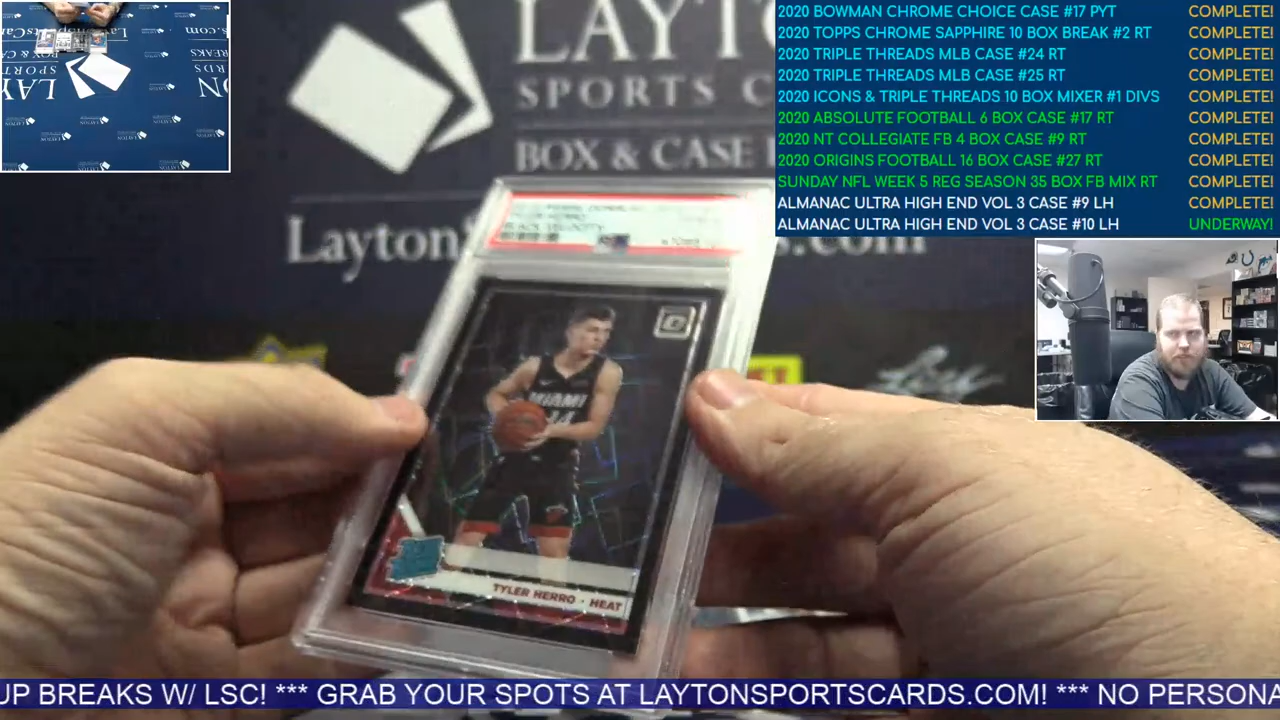 2020 BOWMAN CHROME CHOICE CASE #17 PYT COMPLETE!
2020 TOPPS CHROME SAPPHIRE 10 BOX BREAK #2 RT COMPLETE!
2020 TRIPLE THREADS MLB CASE #24 RT COMPLETE!
2020 TRIPLE THREADS MLB CASE #25 RT COMPLETE!
2020 ICONS & TRIPLE THREADS 10 BOX MIXER #1 DIVS COMPLETE!
2020 ABSOLUTE FOOTBALL 6 BOX CASE #17 RT COMPLETE!
2020 NT COLLEGIATE FB 4 BOX CASE #9 RT COMPLETE!
2020 ORIGINS FOOTBALL 16 BOX CASE #27 RT COMPLETE!
SUNDAY NFL WEEK 5 REG SEASON 35 BOX FB MIX RT COMPLETE!
ALMANAC ULTRA HIGH END VOL 3 CASE #9 LH COMPLETE!
ALMANAC ULTRA HIGH END VOL 3 CASE #10 LH UNDERWAY!
LAYT
SPORTS C
BOX & CASE
Layton
s.com
MIAMI
14
TYLER HERRO - HEAT
UP BREAKS W/ LSC! *** GRAB YOUR SPOTS AT LAYTONSPORTSCARDS.COM! *** NO PERSONA